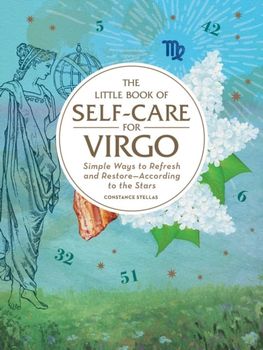 THE
LITTLE BOOK OF
SELF-CARE
FOR
VIRGO
Simple Ways to Refresh
and Restore—According
to the Stars
CONSTANCE STELLAS
5
32
6
32
51